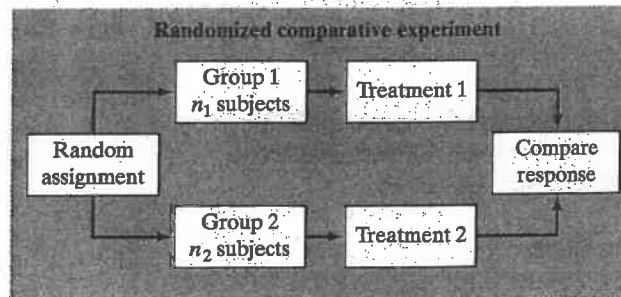 Randomized comparative experiment
Group 1
n₁ subjects
Treatment 1
Random
assignment
Compare
response
Group 2
n₂ subjects
Treatment 2